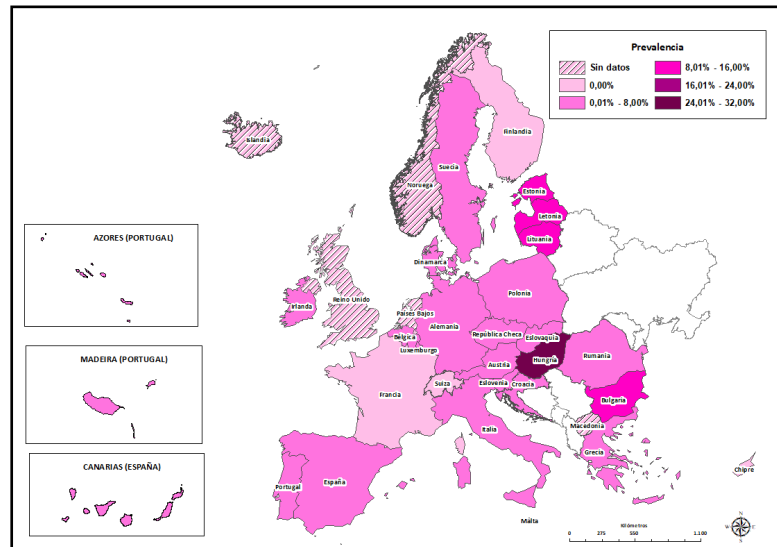 Prevalencia
Sin datos
0,00%
0,01% - 8,00%
8,01% - 16,00%
16,01% - 24,00%
24,01% - 32,00%
Islandia
Finlandia
Suecia
Noruega
Estonia
Letonia
Lituania
Dinamarca
Irlanda
Reino Unido
Paises Bajos
Polonia
Alemania
Bélgica
Luxemburgo
República Checa
Eslovaquia
Austria
Hungría
Rumania
Suiza
Eslovenia
Croacia
Francia
Bulgaria
Italia
Macedonia
Grecia
Portugal
España
Malta
Chipre
AZORES (PORTUGAL)
MADEIRA (PORTUGAL)
CANARIAS (ESPAÑA)
Kilómetros
0 275 550 1.100
N
W E
S